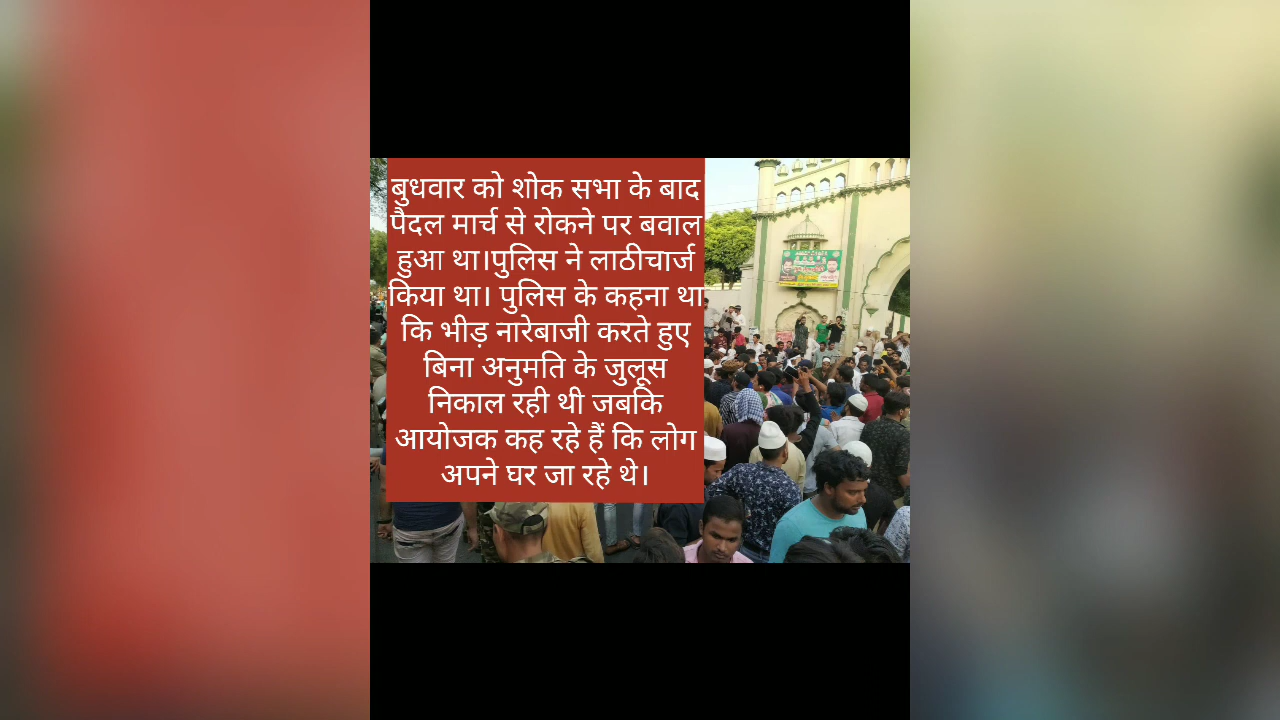 बुधवार को शोक सभा के बाद
पैदल मार्च से रोकने पर बवाल
हुआ था।पुलिस ने लाठीचार्ज
किया था। पुलिस के कहना था
कि भीड़ नारेबाजी करते हुए
बिना अनुमति के जुलूस
निकाल रही थी जबकि
आयोजक कह रहे हैं कि लोग
अपने घर जा रहे थे।